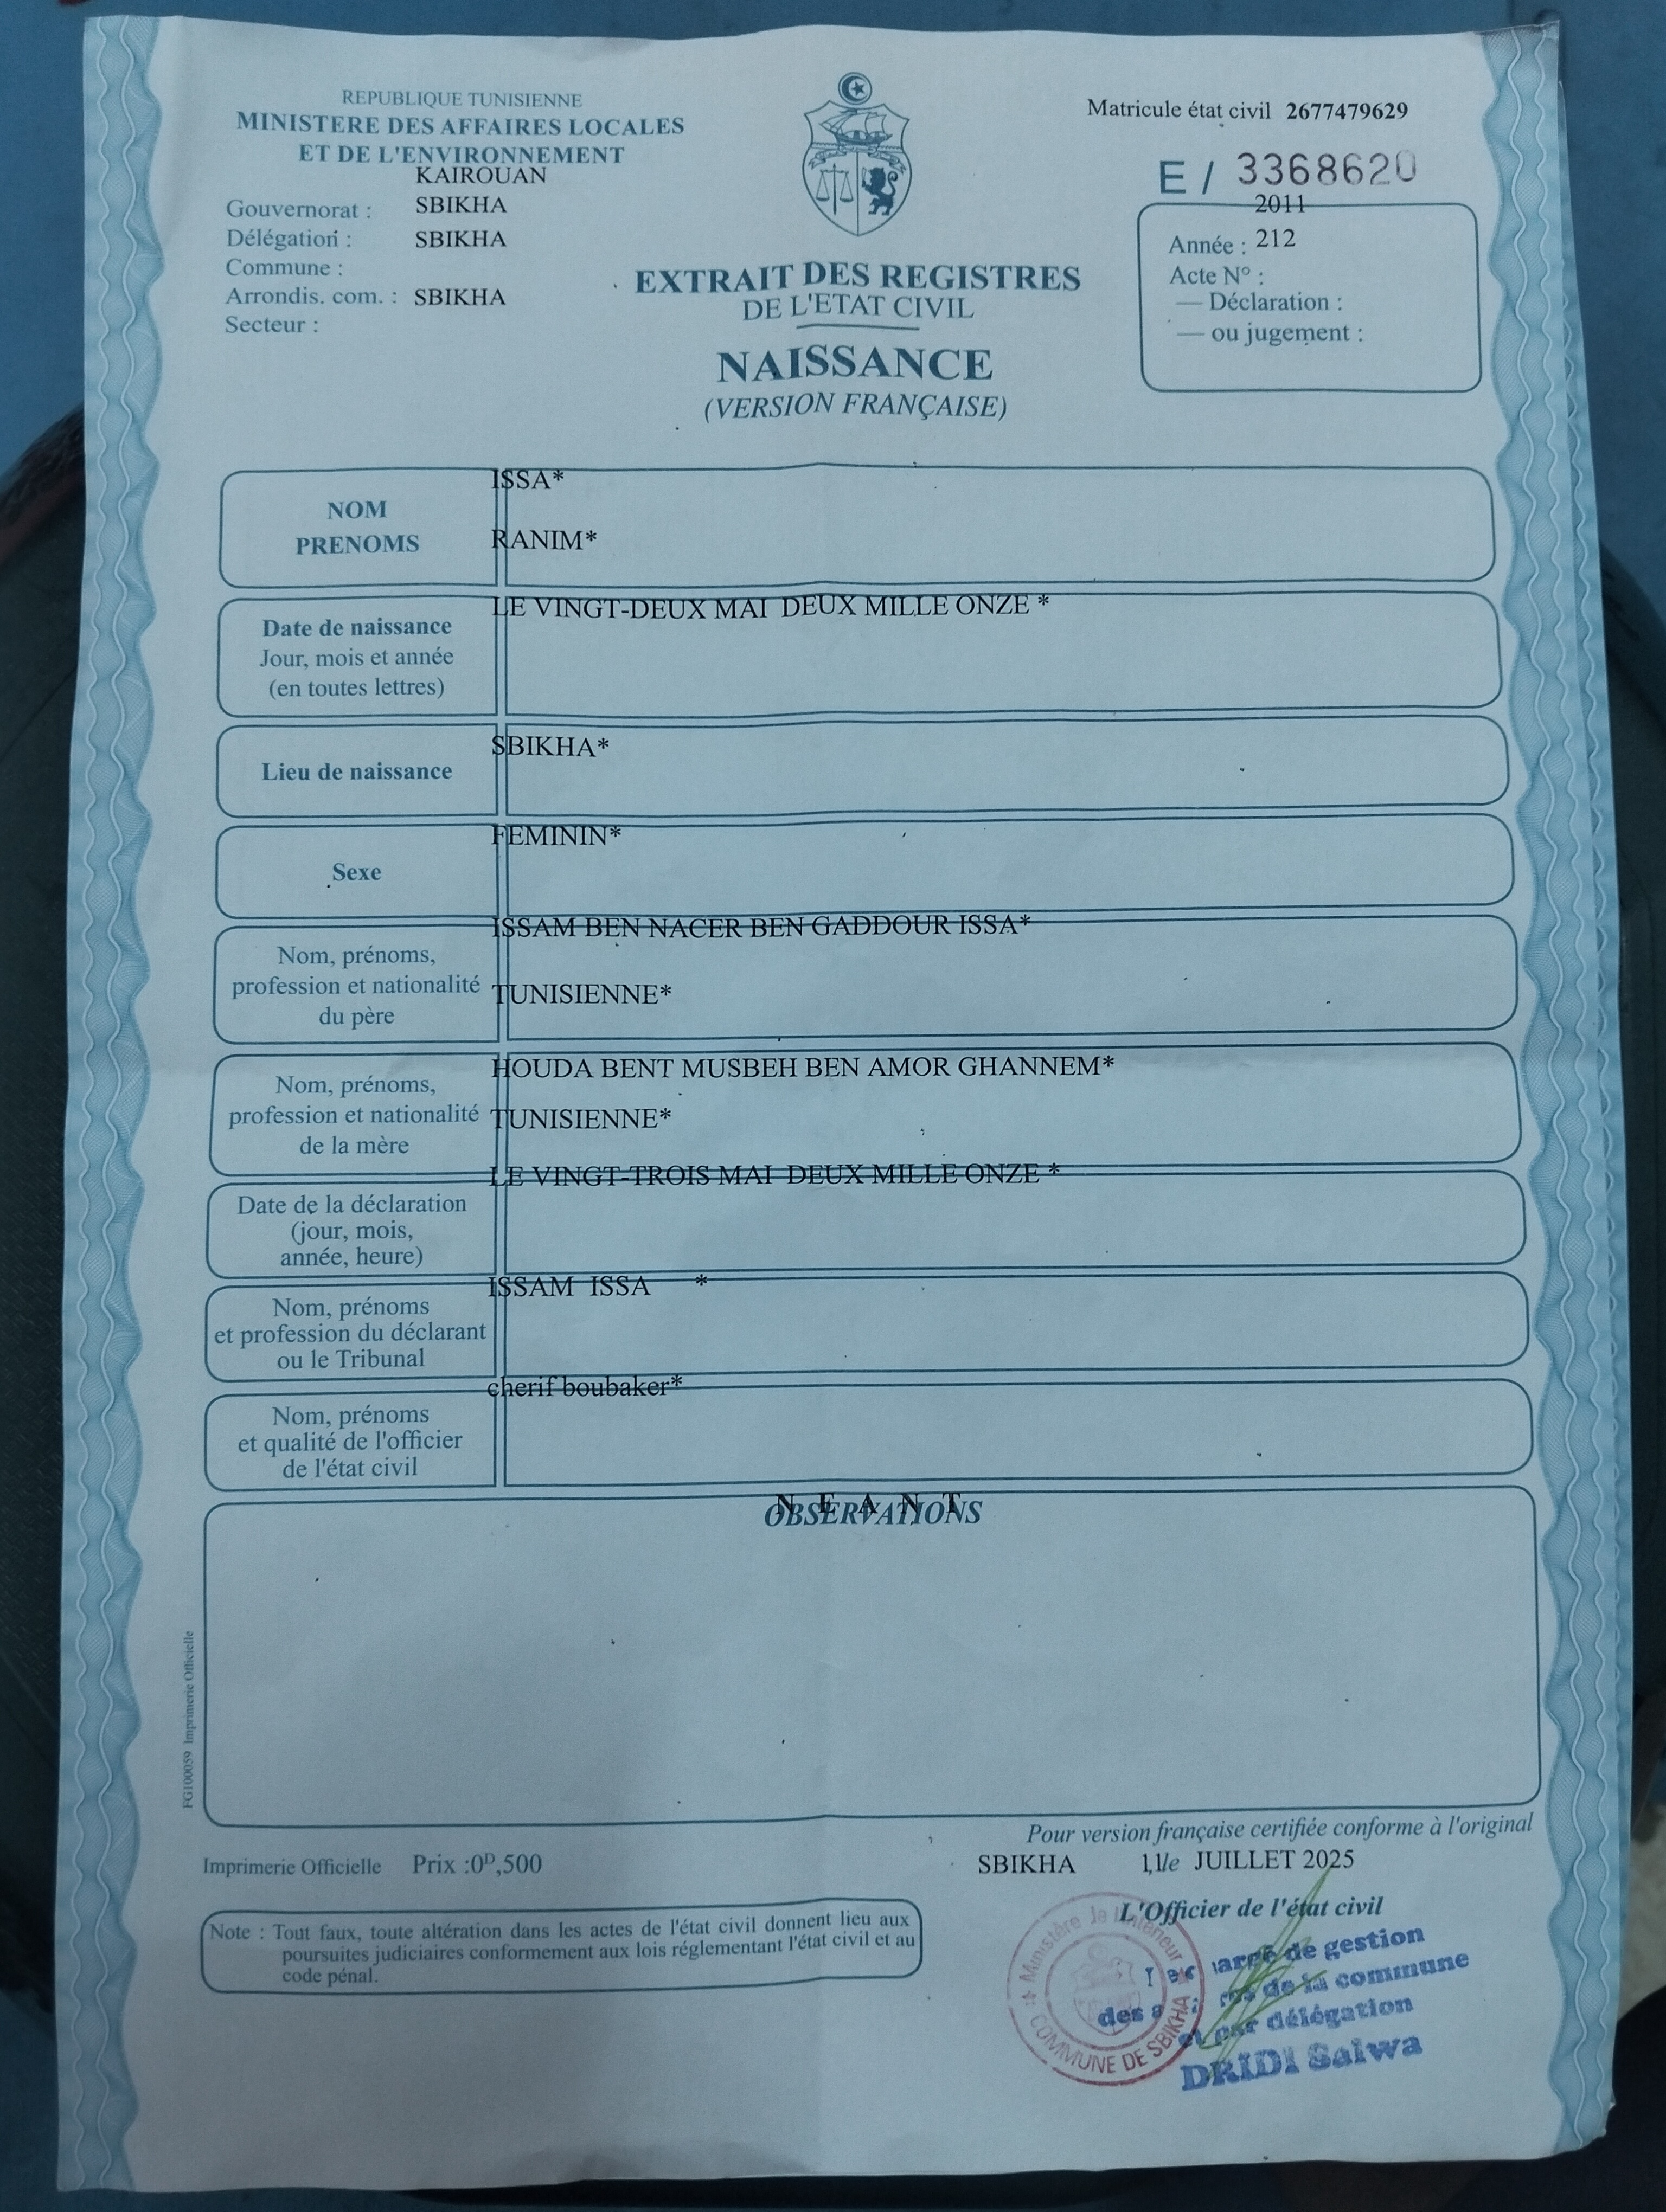 REPUBLIQUE TUNISIENNE
MINISTERE DES AFFAIRES LOCALES
ET DE L'ENVIRONNEMENT
KAIROUAN
Gouvernorat : SBIKHA
Délégation : SBIKHA
Commune :
Arrondis. com. : SBIKHA
Secteur :
Matricule état civil 2677479629
E / 3368620
2011
Année : 212
Acte N° :
— Déclaration :
— ou jugement :
EXTRAIT DES REGISTRES
DE L'ETAT CIVIL
NAISSANCE
(VERSION FRANÇAISE)
ISSA*
NOM
PRENOMS
RANIM*
LE VINGT-DEUX MAI DEUX MILLE ONZE *
Date de naissance
Jour, mois et année
(en toutes lettres)
SBIKHA*
Lieu de naissance
FEMININ*
Sexe
ISSAM BEN NACER BEN GADDOUR ISSA*
Nom, prénoms,
profession et nationalité
du père
TUNISIENNE*
HOUDA BENT MUSBEH BEN AMOR GHANNEM*
Nom, prénoms,
profession et nationalité
de la mère
TUNISIENNE*
LE VINGT-TROIS MAI DEUX MILLE ONZE *
Date de la déclaration
(jour, mois,
année, heure)
ISSAM ISSA *
Nom, prénoms
et profession du déclarant
ou le Tribunal
cherif boubaker*
Nom, prénoms
et qualité de l'officier
de l'état civil
N E A N T
OBSERVATIONS
FG100059 Imprimerie Officielle
Pour version française certifiée conforme à l'original
Imprimerie Officielle Prix :0D,500
SBIKHA 11 le JUILLET 2025
L'Officier de l'état civil
Note : Tout faux, toute altération dans les actes de l'état civil donnent lieu aux
poursuites judiciaires conformement aux lois réglementant l'état civil et au
code pénal.
Ministère de l'Intérieur
COMMUNE DE SBIKHA
de gestion
de la commune
et par délégation
DRIDI Salwa